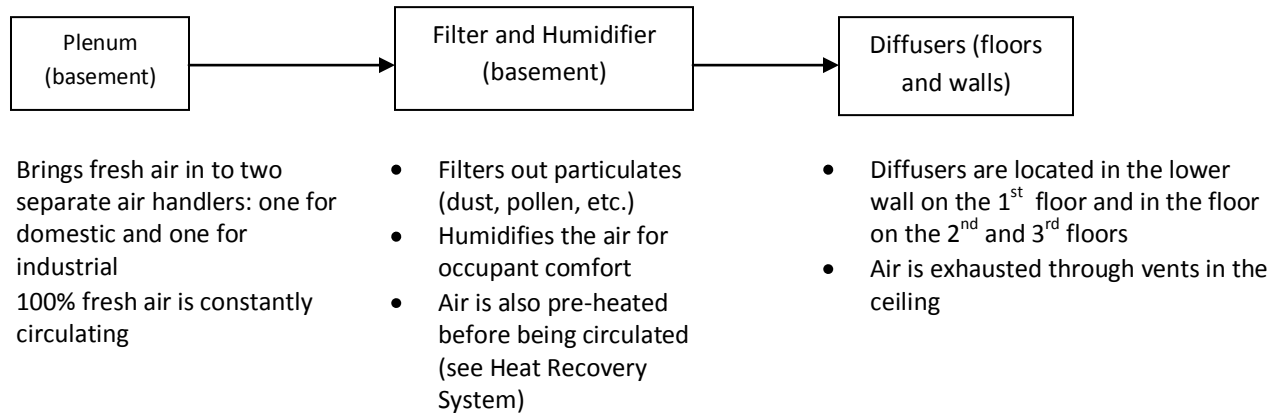 Plenum
(basement)
Filter and Humidifier
(basement)
Diffusers (floors
and walls)
Brings fresh air in to two
separate air handlers: one for
domestic and one for
industrial
100% fresh air is constantly
circulating
• Filters out particulates
(dust, pollen, etc.)
• Humidifies the air for
occupant comfort
• Air is also pre-heated
before being circulated
(see Heat Recovery
System)
• Diffusers are located in the lower
wall on the 1st floor and in the floor
on the 2nd and 3rd floors
• Air is exhausted through vents in the
ceiling